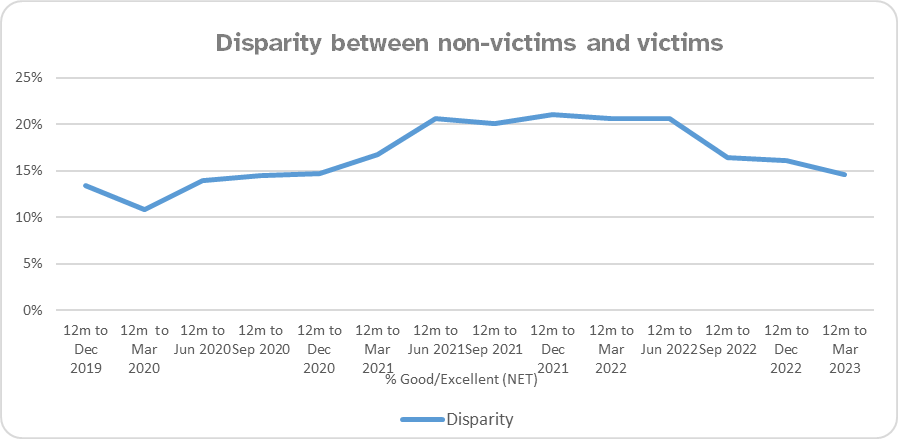 Disparity between non-victims and victims
25%
20%
15%
10%
5%
0%
12m to Dec 2019
12m to Mar 2020
12m to Jun 2020
12m to Sep 2020
12m to Dec 2020
12m to Mar 2021
12m to Jun 2021
12m to Sep 2021
12m to Dec 2021
12m to Mar 2022
12m to Jun 2022
12m to Sep 2022
12m to Dec 2022
12m to Mar 2023
% Good/Excellent (NET)
Disparity